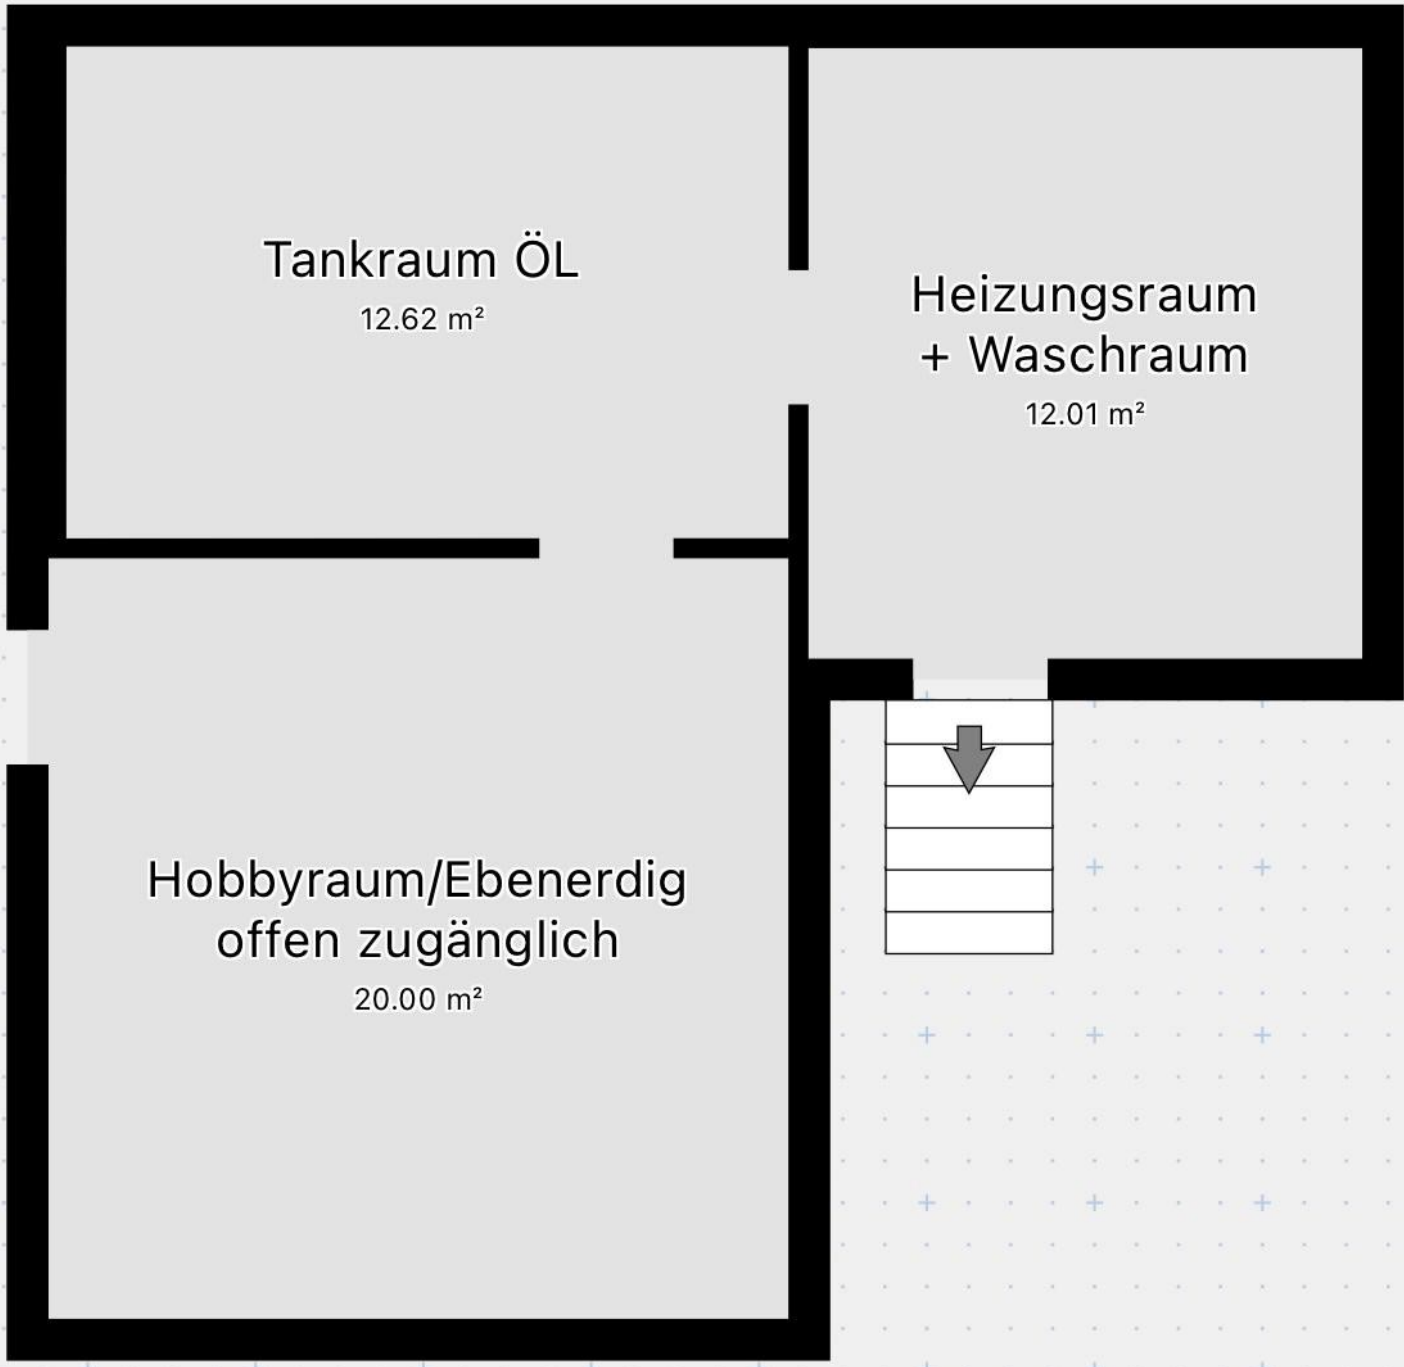 Tankraum ÖL
12.62 m²
Heizungsraum
+ Waschraum
12.01 m²
Hobbyraum/Ebenerdig
offen zugänglich
20.00 m²